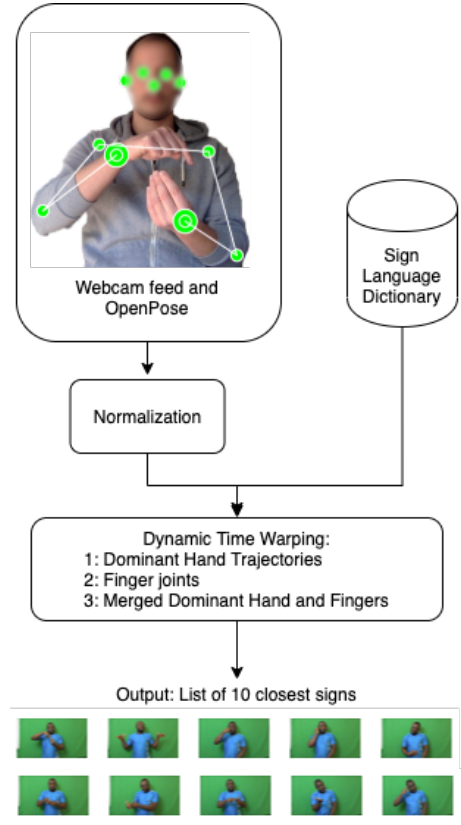 Webcam feed and
OpenPose
Sign
Language
Dictionary
Normalization
Dynamic Time Warping:
1: Dominant Hand Trajectories
2: Finger joints
3: Merged Dominant Hand and Fingers
Output: List of 10 closest signs